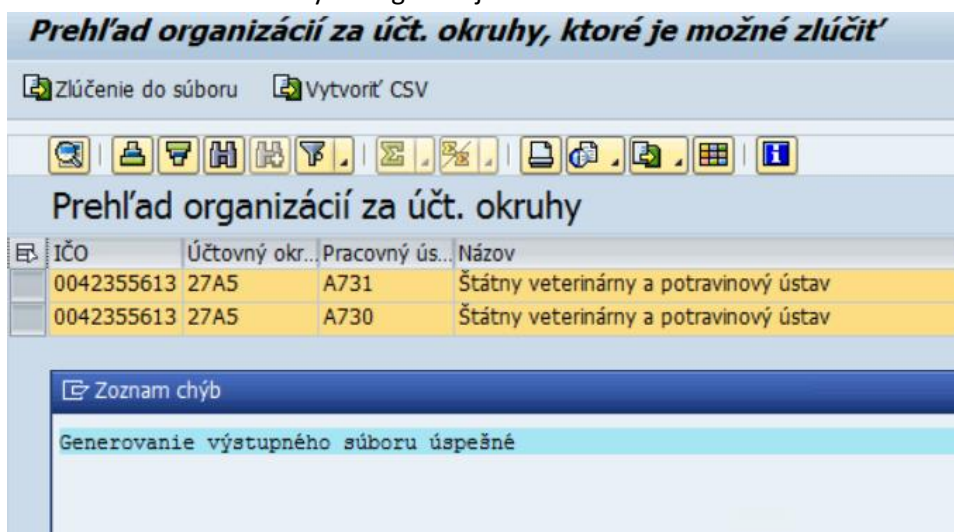 Prehľad organizácií za účt. okruhy, ktoré je možné zlúčiť
Zlúčenie do súboru Vytvoriť CSV
Prehľad organizácií za účt. okruhy
IČO Účtovný okr... Pracovný ús... Názov
0042355613 27A5 A731 Štátny veterinárny a potravinový ústav
0042355613 27A5 A730 Štátny veterinárny a potravinový ústav
Zoznam chýb
Generovanie výstupného súboru úspešné